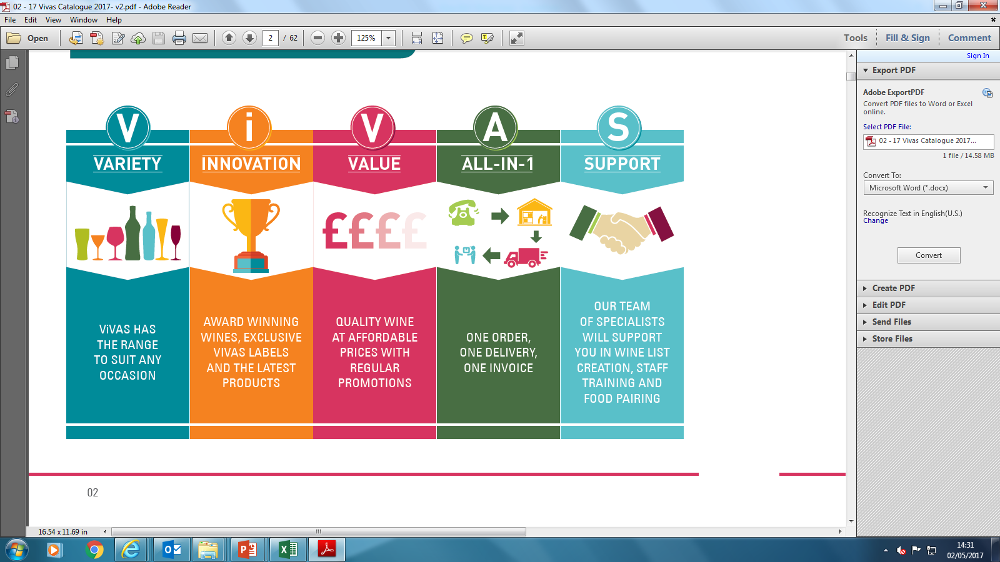 02 - 17 Vivas Catalogue 2017- v2.pdf - Adobe Reader
File Edit View Window Help
Open 2 / 62 125% Tools Fill & Sign Comment
Sign In
Export PDF
Adobe ExportPDF
Convert PDF files to Word or Excel
online.
Select PDF File:
02 - 17 Vivas Catalogue 2017...
1 file / 14.58 MB
Convert To:
Microsoft Word (*.docx)
Recognize Text in English(U.S.)
Change
Convert
Create PDF
Edit PDF
Send Files
Store Files
V
VARIETY
ViVAS HAS
THE RANGE
TO SUIT ANY
OCCASION
i
INNOVATION
AWARD WINNING
WINES, EXCLUSIVE
VIVAS LABELS
AND THE LATEST
PRODUCTS
V
VALUE
££££
QUALITY WINE
AT AFFORDABLE
PRICES WITH
REGULAR
PROMOTIONS
A
ALL-IN-1
ONE ORDER,
ONE DELIVERY,
ONE INVOICE
S
SUPPORT
OUR TEAM
OF SPECIALISTS
WILL SUPPORT
YOU IN WINE LIST
CREATION, STAFF
TRAINING AND
FOOD PAIRING
02
16.54 x 11.69 in
14:31
02/05/2017